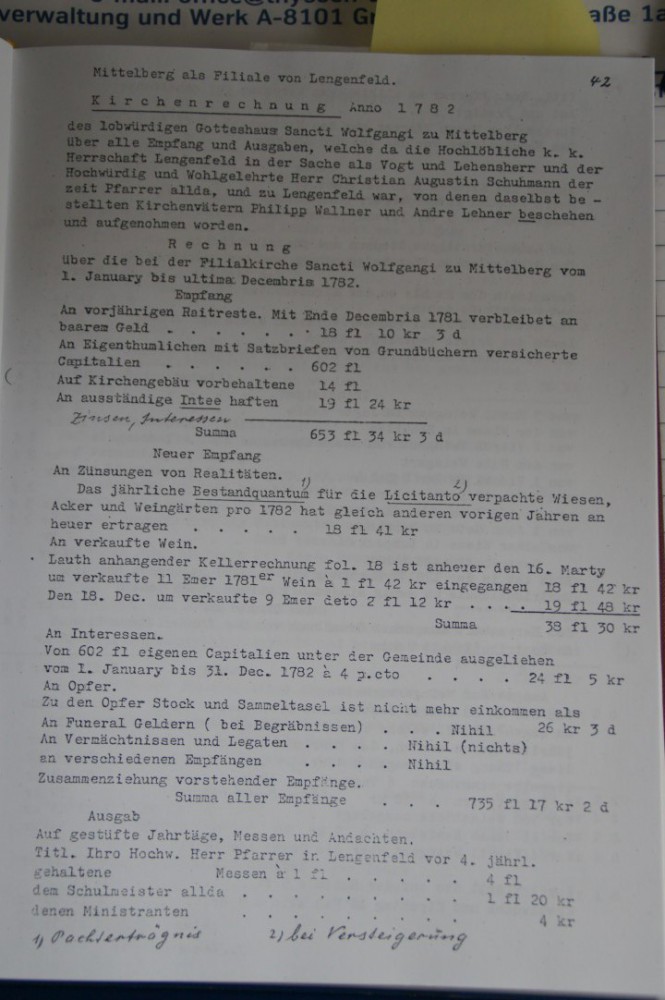 verwaltung und Werk A-8101 Gr aße 1a
Mittelberg als Filiale von Lengenfeld. 42
K i r c h e n r e c h n u n g Anno 1 7 8 2
des lobwürdigen Gotteshaus Sancti Wolfgangi zu Mittelberg
über alle Empfang und Ausgaben, welche da die Hochlöbliche k. k.
Herrschaft Lengenfeld in der Sache als Vogt und Lehensherr und der
Hochwürdig und Wohlgelehrte Herr Christian Augustin Schuhmann der
zeit Pfarrer allda, und zu Lengenfeld war, von denen daselbst be -
stellten Kirchenvätern Philipp Wallner und Andre Lehner beschehen
und aufgenohmen worden.
R e c h n u n g
über die bei der Filialkirche Sancti Wolfgangi zu Mittelberg vom
1. January bis ultima Decembris 1782.
Empfang
An vorjährigen Raitreste. Mit Ende Decembris 1781 verbleibet an
baarem Geld . . . . . . 18 fl 10 kr 3 d
An Eigenthumlichen mit Satzbriefen von Grundbüchern versicherte
Capitalien . . . . . . 602 fl
Auf Kirchengebäu vorbehaltene 14 fl
An ausständige Intee haften 19 fl 24 kr
Zinsen, Interessen
Summa 653 fl 34 kr 3 d
Neuer Empfang
An Zünsungen von Realitäten.
Das jährliche Bestandquantum 1) für die Licitanto 2) verpachte Wiesen,
Acker und Weingärten pro 1782 hat gleich anderen vorigen Jahren an
heuer ertragen . . . . . 18 fl 41 kr
An verkaufte Wein.
Lauth anhangender Kellerrechnung fol. 18 ist anheuer den 16. Marty
um verkaufte 11 Emer 1781er Wein à 1 fl 42 kr eingegangen 18 fl 42 kr
Den 18. Dec. um verkaufte 9 Emer deto 2 fl 12 kr . . . . 19 fl 48 kr
Summa 38 fl 30 kr
An Interessen.
Von 602 fl eigenen Capitalien unter der Gemeinde ausgeliehen
vom 1. January bis 31. Dec. 1782 à 4 p.cto . . . . 24 fl 5 kr
An Opfer.
Zu den Opfer Stock und Sammeltasel ist nicht mehr einkommen als
An Funeral Geldern ( bei Begräbnissen) . . . Nihil 26 kr 3 d
An Vermächtnissen und Legaten . . . . Nihil (nichts)
an verschiedenen Empfängen . . . . Nihil
Zusammenziehung vorstehender Empfänge.
Summa aller Empfänge . . . 735 fl 17 kr 2 d
Ausgab
Auf gestüfte Jahrtäge, Messen und Andachten.
Titl. Ihro Hochw. Herr Pfarrer in Lengenfeld vor 4. jährl.
gehaltene Messen à 1 fl . . . . . . 4 fl
dem Schulmeister allda . . . . . . . . . 1 fl 20 kr
denen Ministranten . . . . . . . . . 4 kr
1) Pachterträgnis 2) bei Versteigerung